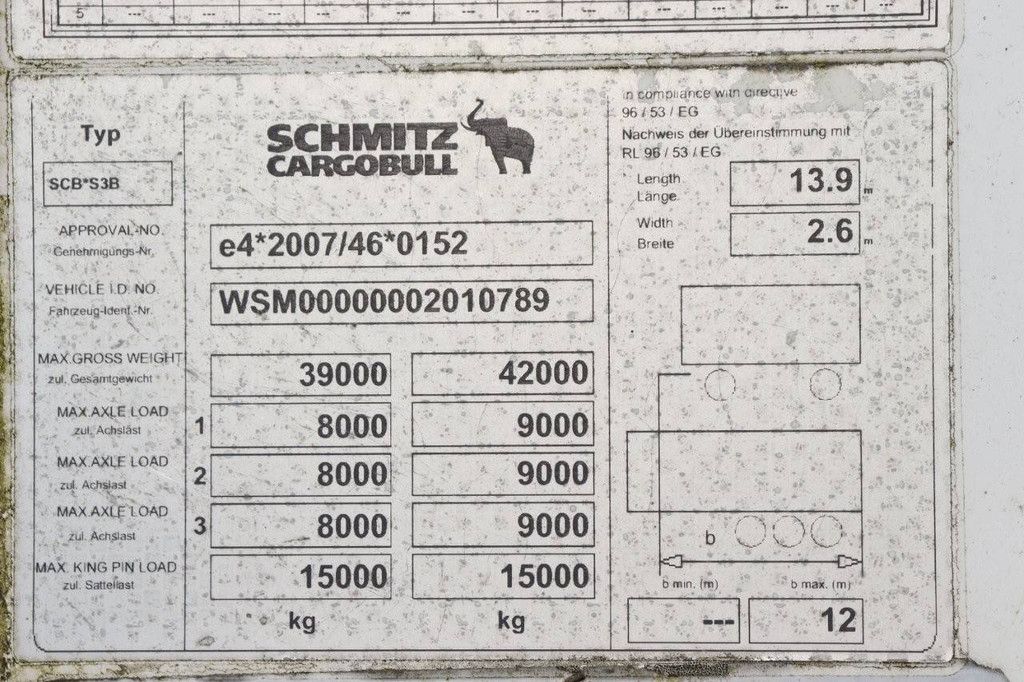 5 --- --- --- --- --- --- --- --- --- --- --- ---
Typ
SCB*S3B
SCHMITZ
CARGOBULL
in compliance with directive
96 / 53 / EG
Nachweis der Übereinstimmung mit
RL 96 / 53 / EG
Length 13.9 m
Länge
Width 2.6 m
Breite
APPROVAL-NO. e4*2007/46*0152
Genehmigungs-Nr.
VEHICLE I.D. NO. WSM00000002010789
Fahrzeug-Ident.-Nr.
MAX.GROSS WEIGHT 39000 42000
zul. Gesamtgewicht
MAX.AXLE LOAD 1 8000 9000
zul. Achslast
MAX.AXLE LOAD 2 8000 9000
zul. Achslast
MAX.AXLE LOAD 3 8000 9000
zul. Achslast
MAX. KING PIN LOAD 15000 15000
zul. Sattellast
kg kg
b
b min. (m) b max. (m)
--- 12